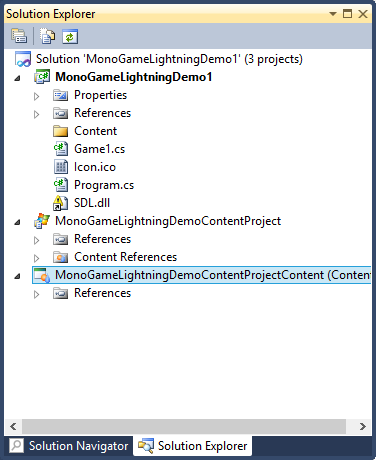 Solution Explorer
Solution 'MonoGameLightningDemo1' (3 projects)
MonoGameLightningDemo1
Properties
References
Content
Game1.cs
Icon.ico
Program.cs
SDL.dll
MonoGameLightningDemoContentProject
References
Content References
MonoGameLightningDemoContentProjectContent (Conten
References
Solution Navigator Solution Explorer